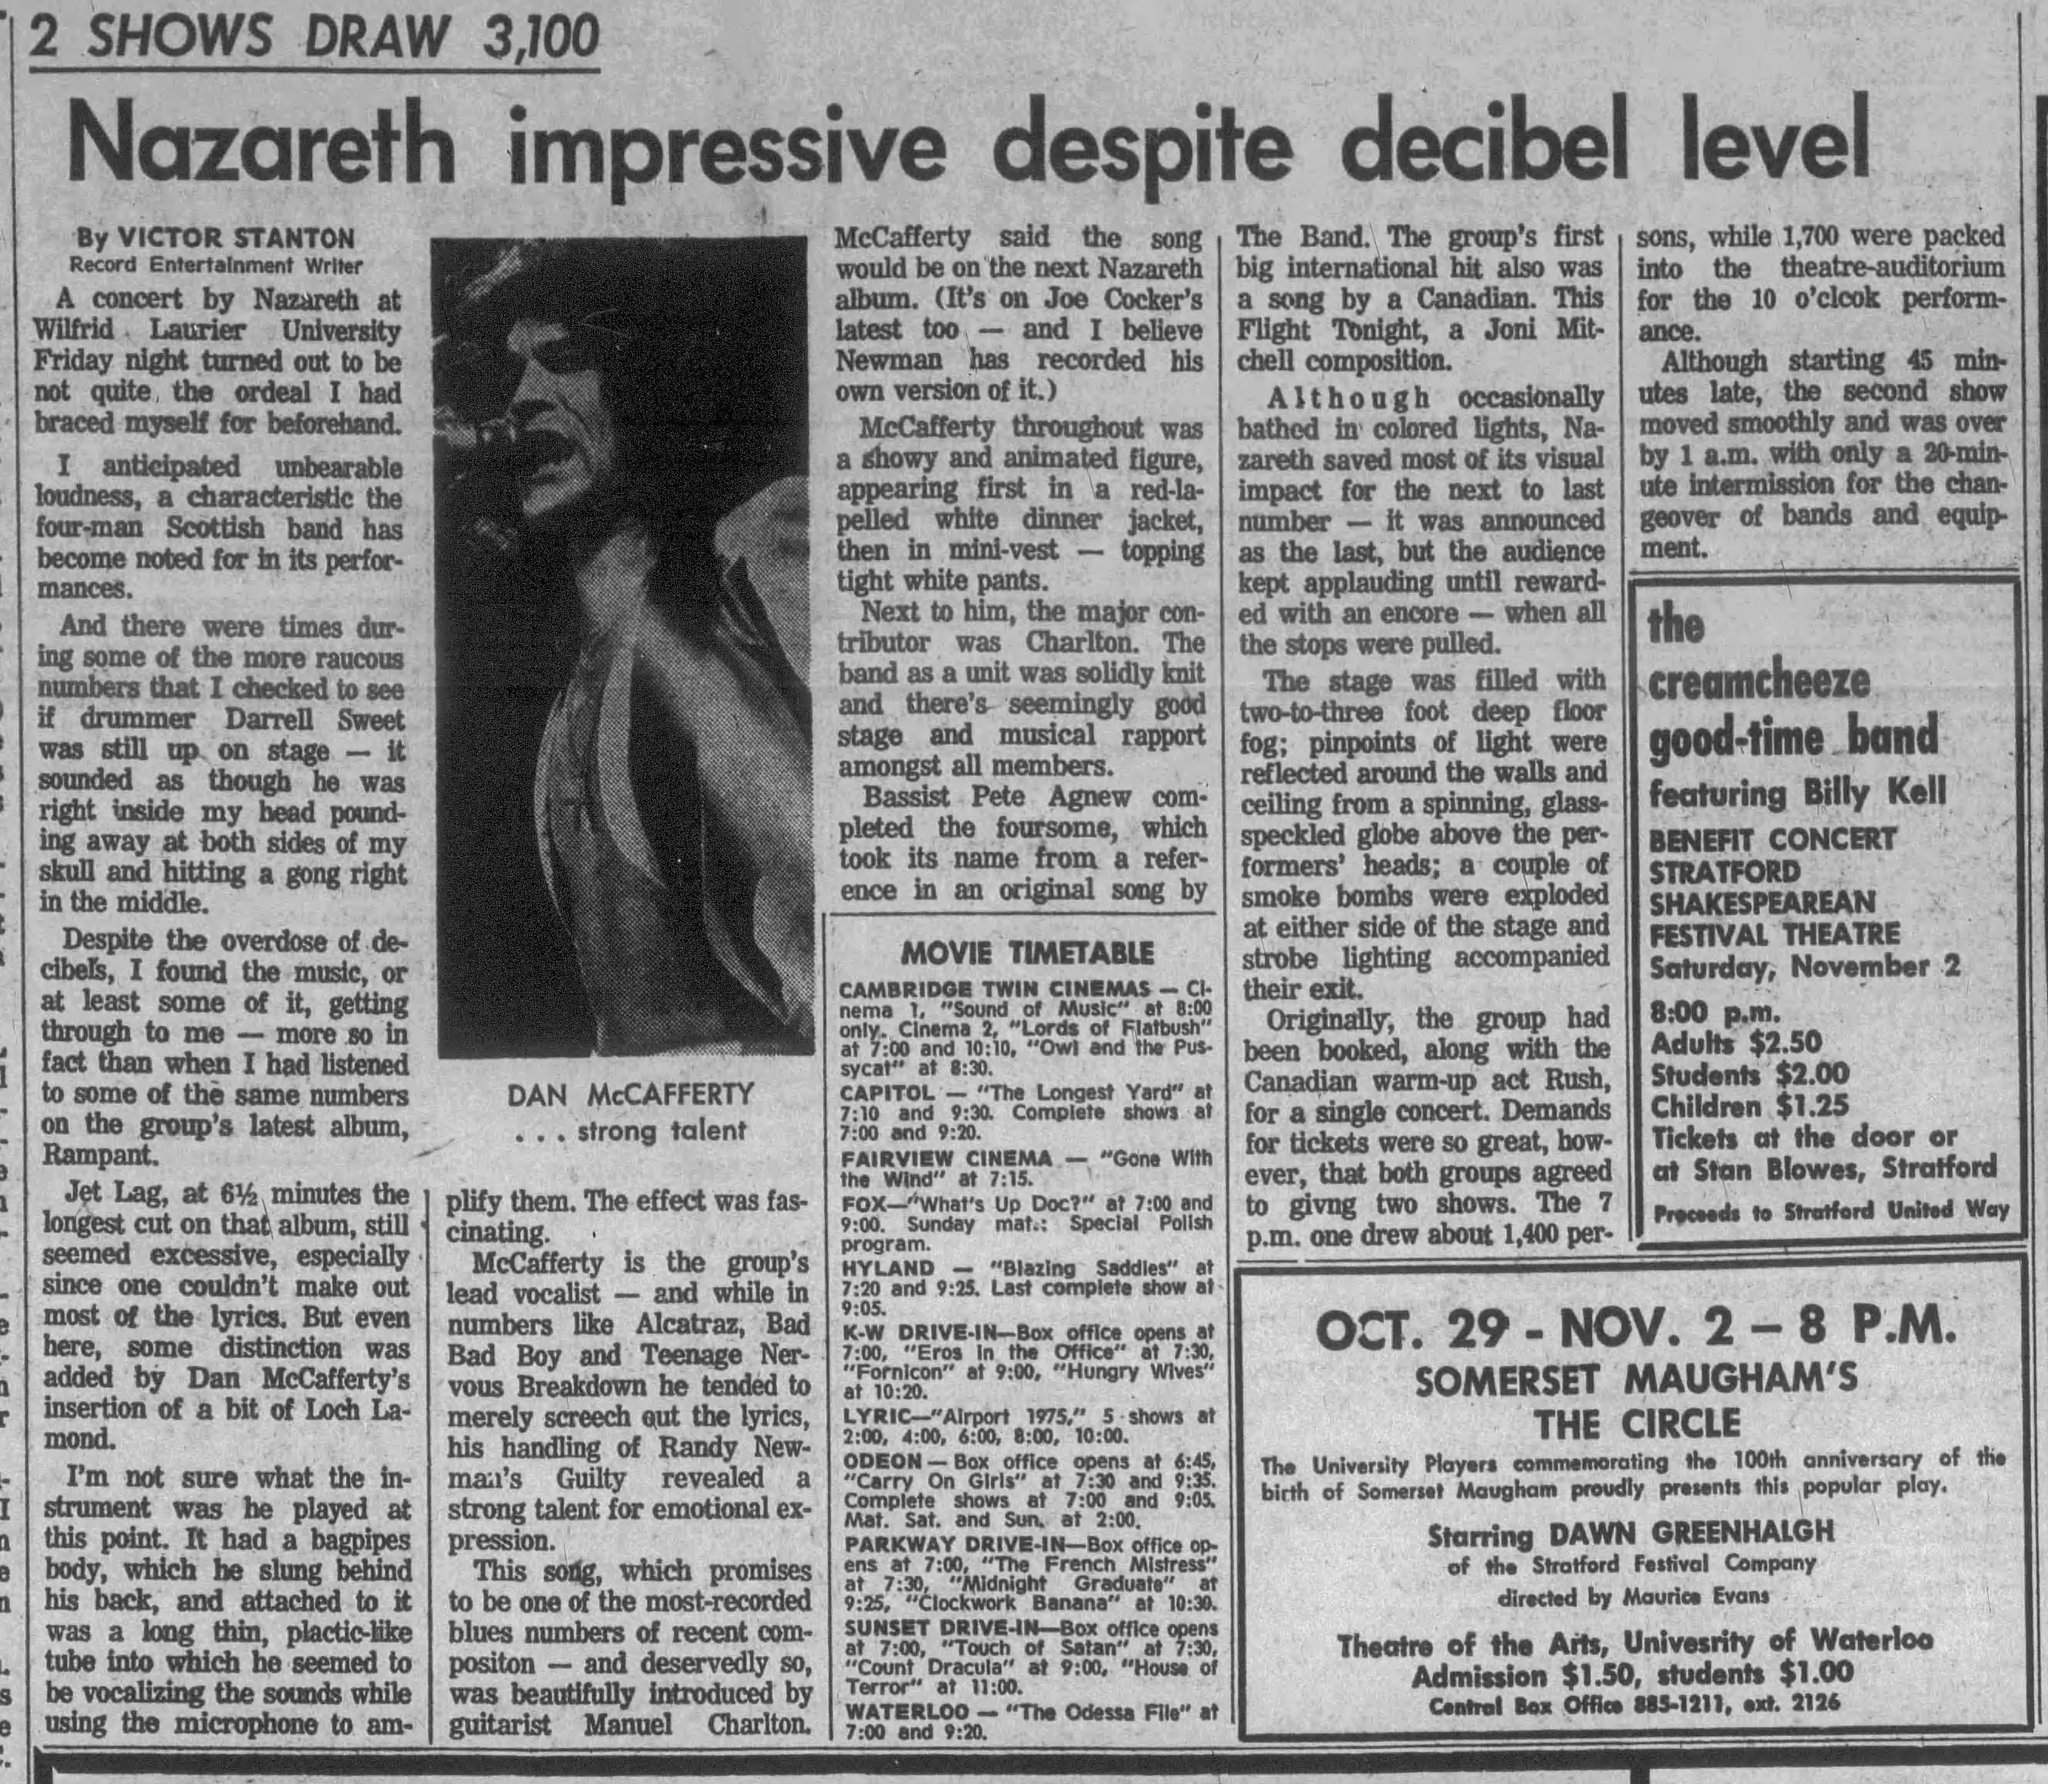 2 SHOWS DRAW 3,100
Nazareth impressive despite decibel level
By VICTOR STANTON
Record Entertainment Writer
A concert by Nazareth at
Wilfrid Laurier University
Friday night turned out to be
not quite the ordeal I had
braced myself for beforehand.
I anticipated unbearable
loudness, a characteristic the
four-man Scottish band has
become noted for in its perfor-
mances.
And there were times dur-
ing some of the more raucous
numbers that I checked to see
if drummer Darrell Sweet
was still up on stage — it
sounded as though he was
right inside my head pound-
ing away at both sides of my
skull and hitting a gong right
in the middle.
Despite the overdose of de-
cibels, I found the music, or
at least some of it, getting
through to me — more so in
fact than when I had listened
to some of the same numbers
on the group's latest album,
Rampant.
Jet Lag, at 6½ minutes the
longest cut on that album, still
seemed excessive, especially
since one couldn't make out
most of the lyrics. But even
here, some distinction was
added by Dan McCafferty's
insertion of a bit of Loch La-
mond.
I'm not sure what the in-
strument was he played at
this point. It had a bagpipes
body, which he slung behind
his back, and attached to it
was a long thin, plactic-like
tube into which he seemed to
be vocalizing the sounds while
using the microphone to am-
DAN McCAFFERTY
. . . strong talent
plify them. The effect was fas-
cinating.
McCafferty is the group's
lead vocalist — and while in
numbers like Alcatraz, Bad
Bad Boy and Teenage Ner-
vous Breakdown he tended to
merely screech out the lyrics,
his handling of Randy New-
man's Guilty revealed a
strong talent for emotional ex-
pression.
This song, which promises
to be one of the most-recorded
blues numbers of recent com-
positon — and deservedly so,
was beautifully introduced by
guitarist Manuel Charlton.
McCafferty said the song
would be on the next Nazareth
album. (It's on Joe Cocker's
latest too — and I believe
Newman has recorded his
own version of it.)
McCafferty throughout was
a showy and animated figure,
appearing first in a red-la-
pelled white dinner jacket,
then in mini-vest — topping
tight white pants.
Next to him, the major con-
tributor was Charlton. The
band as a unit was solidly knit
and there's seemingly good
stage and musical rapport
amongst all members.
Bassist Pete Agnew com-
pleted the foursome, which
took its name from a refer-
ence in an original song by
MOVIE TIMETABLE
CAMBRIDGE TWIN CINEMAS — Ci-
nema 1, "Sound of Music" at 8:00
only. Cinema 2, "Lords of Flatbush"
at 7:00 and 10:10, "Owl and the Pus-
sycat" at 8:30.
CAPITOL — "The Longest Yard" at
7:10 and 9:30. Complete shows at
7:00 and 9:20.
FAIRVIEW CINEMA — "Gone With
the Wind" at 7:15.
FOX—"What's Up Doc?" at 7:00 and
9:00. Sunday mat.: Special Polish
program.
HYLAND — "Blazing Saddles" at
7:20 and 9:25. Last complete show at
9:05.
K-W DRIVE-IN—Box office opens at
7:00, "Eros in the Office" at 7:30,
"Fornicon" at 9:00, "Hungry Wives"
at 10:20.
LYRIC—"Airport 1975," 5 shows at
2:00, 4:00, 6:00, 8:00, 10:00.
ODEON — Box office opens at 6:45,
"Carry On Girls" at 7:30 and 9:35.
Complete shows at 7:00 and 9:05.
Mat. Sat. and Sun. at 2:00.
PARKWAY DRIVE-IN—Box office op-
ens at 7:00, "The French Mistress"
at 7:30, "Midnight Graduate" at
9:25, "Clockwork Banana" at 10:30.
SUNSET DRIVE-IN—Box office opens
at 7:00, "Touch of Satan" at 7:30,
"Count Dracula" at 9:00, "House of
Terror" at 11:00.
WATERLOO — "The Odessa File" at
7:00 and 9:20.
The Band. The group's first
big international hit also was
a song by a Canadian. This
Flight Tonight, a Joni Mit-
chell composition.
Although occasionally
bathed in colored lights, Na-
zareth saved most of its visual
impact for the next to last
number — it was announced
as the last, but the audience
kept applauding until reward-
ed with an encore — when all
the stops were pulled.
The stage was filled with
two-to-three foot deep floor
fog; pinpoints of light were
reflected around the walls and
ceiling from a spinning, glass-
speckled globe above the per-
formers' heads; a couple of
smoke bombs were exploded
at either side of the stage and
strobe lighting accompanied
their exit.
Originally, the group had
been booked, along with the
Canadian warm-up act Rush,
for a single concert. Demands
for tickets were so great, how-
ever, that both groups agreed
to givng two shows. The 7
p.m. one drew about 1,400 per-
sons, while 1,700 were packed
into the theatre-auditorium
for the 10 o'clcok perform-
ance.
Although starting 45 min-
utes late, the second show
moved smoothly and was over
by 1 a.m. with only a 20-min-
ute intermission for the chan-
geover of bands and equip-
ment.
the
creamcheeze
good-time band
featuring Billy Kell
BENEFIT CONCERT
STRATFORD
SHAKESPEAREAN
FESTIVAL THEATRE
Saturday, November 2
8:00 p.m.
Adults $2.50
Students $2.00
Children $1.25
Tickets at the door or
at Stan Blowes, Stratford
Proceeds to Stratford United Way
OCT. 29 - NOV. 2 – 8 P.M.
SOMERSET MAUGHAM'S
THE CIRCLE
The University Players commemorating the 100th anniversary of the
birth of Somerset Maugham proudly presents this popular play.
Starring DAWN GREENHALGH
of the Stratford Festival Company
directed by Maurice Evans
Theatre of the Arts, Univesrity of Waterloo
Admission $1.50, students $1.00
Central Box Office 885-1211, ext. 2126